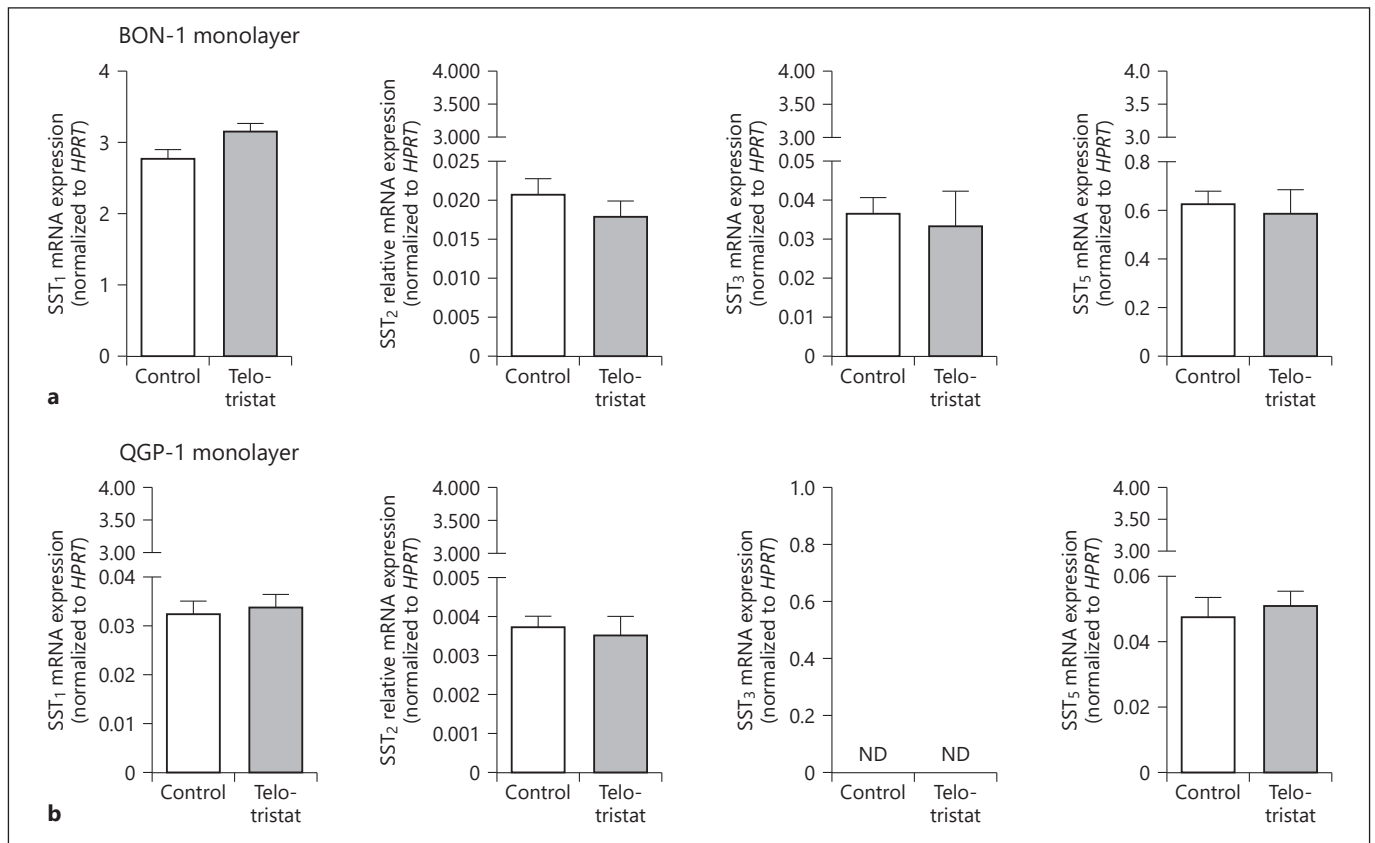 BON-1 monolayer
SST₁ mRNA expression
(normalized to HPRT)
4
3
2
1
0
Control
Telo-
tristat
SST₂ relative mRNA expression
(normalized to HPRT)
4.000
3.500
3.000
0.025
0.020
0.015
0.010
0.005
0
Control
Telo-
tristat
SST₃ mRNA expression
(normalized to HPRT)
4.00
3.50
3.00
0.05
0.04
0.03
0.02
0.01
0
Control
Telo-
tristat
SST₅ mRNA expression
(normalized to HPRT)
4.0
3.5
3.0
0.8
0.6
0.4
0.2
0
Control
Telo-
tristat
a
QGP-1 monolayer
SST₁ mRNA expression
(normalized to HPRT)
4.00
3.50
3.00
0.04
0.03
0.02
0.01
0
Control
Telo-
tristat
SST₂ relative mRNA expression
(normalized to HPRT)
4.000
3.500
3.000
0.005
0.004
0.003
0.002
0.001
0
Control
Telo-
tristat
SST₃ mRNA expression
(normalized to HPRT)
1.0
0.8
0.6
0.4
0.2
0
ND
ND
Control
Telo-
tristat
SST₅ mRNA expression
(normalized to HPRT)
4.00
3.50
3.00
0.06
0.04
0.02
0
Control
Telo-
tristat
b